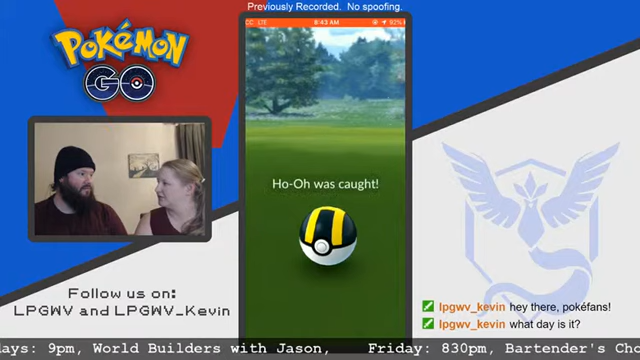 Previously Recorded. No spoofing.
CC LTE 8:43 AM 92%
POKéMON
GO
Ho-Oh was caught!
Follow us on:
LPGWV and LPGWV_Kevin
lpgwv_kevin hey there, pokéfans!
lpgwv_kevin what day is it?
days: 9pm, World Builders with Jason, Friday: 830pm, Bartender's Cho